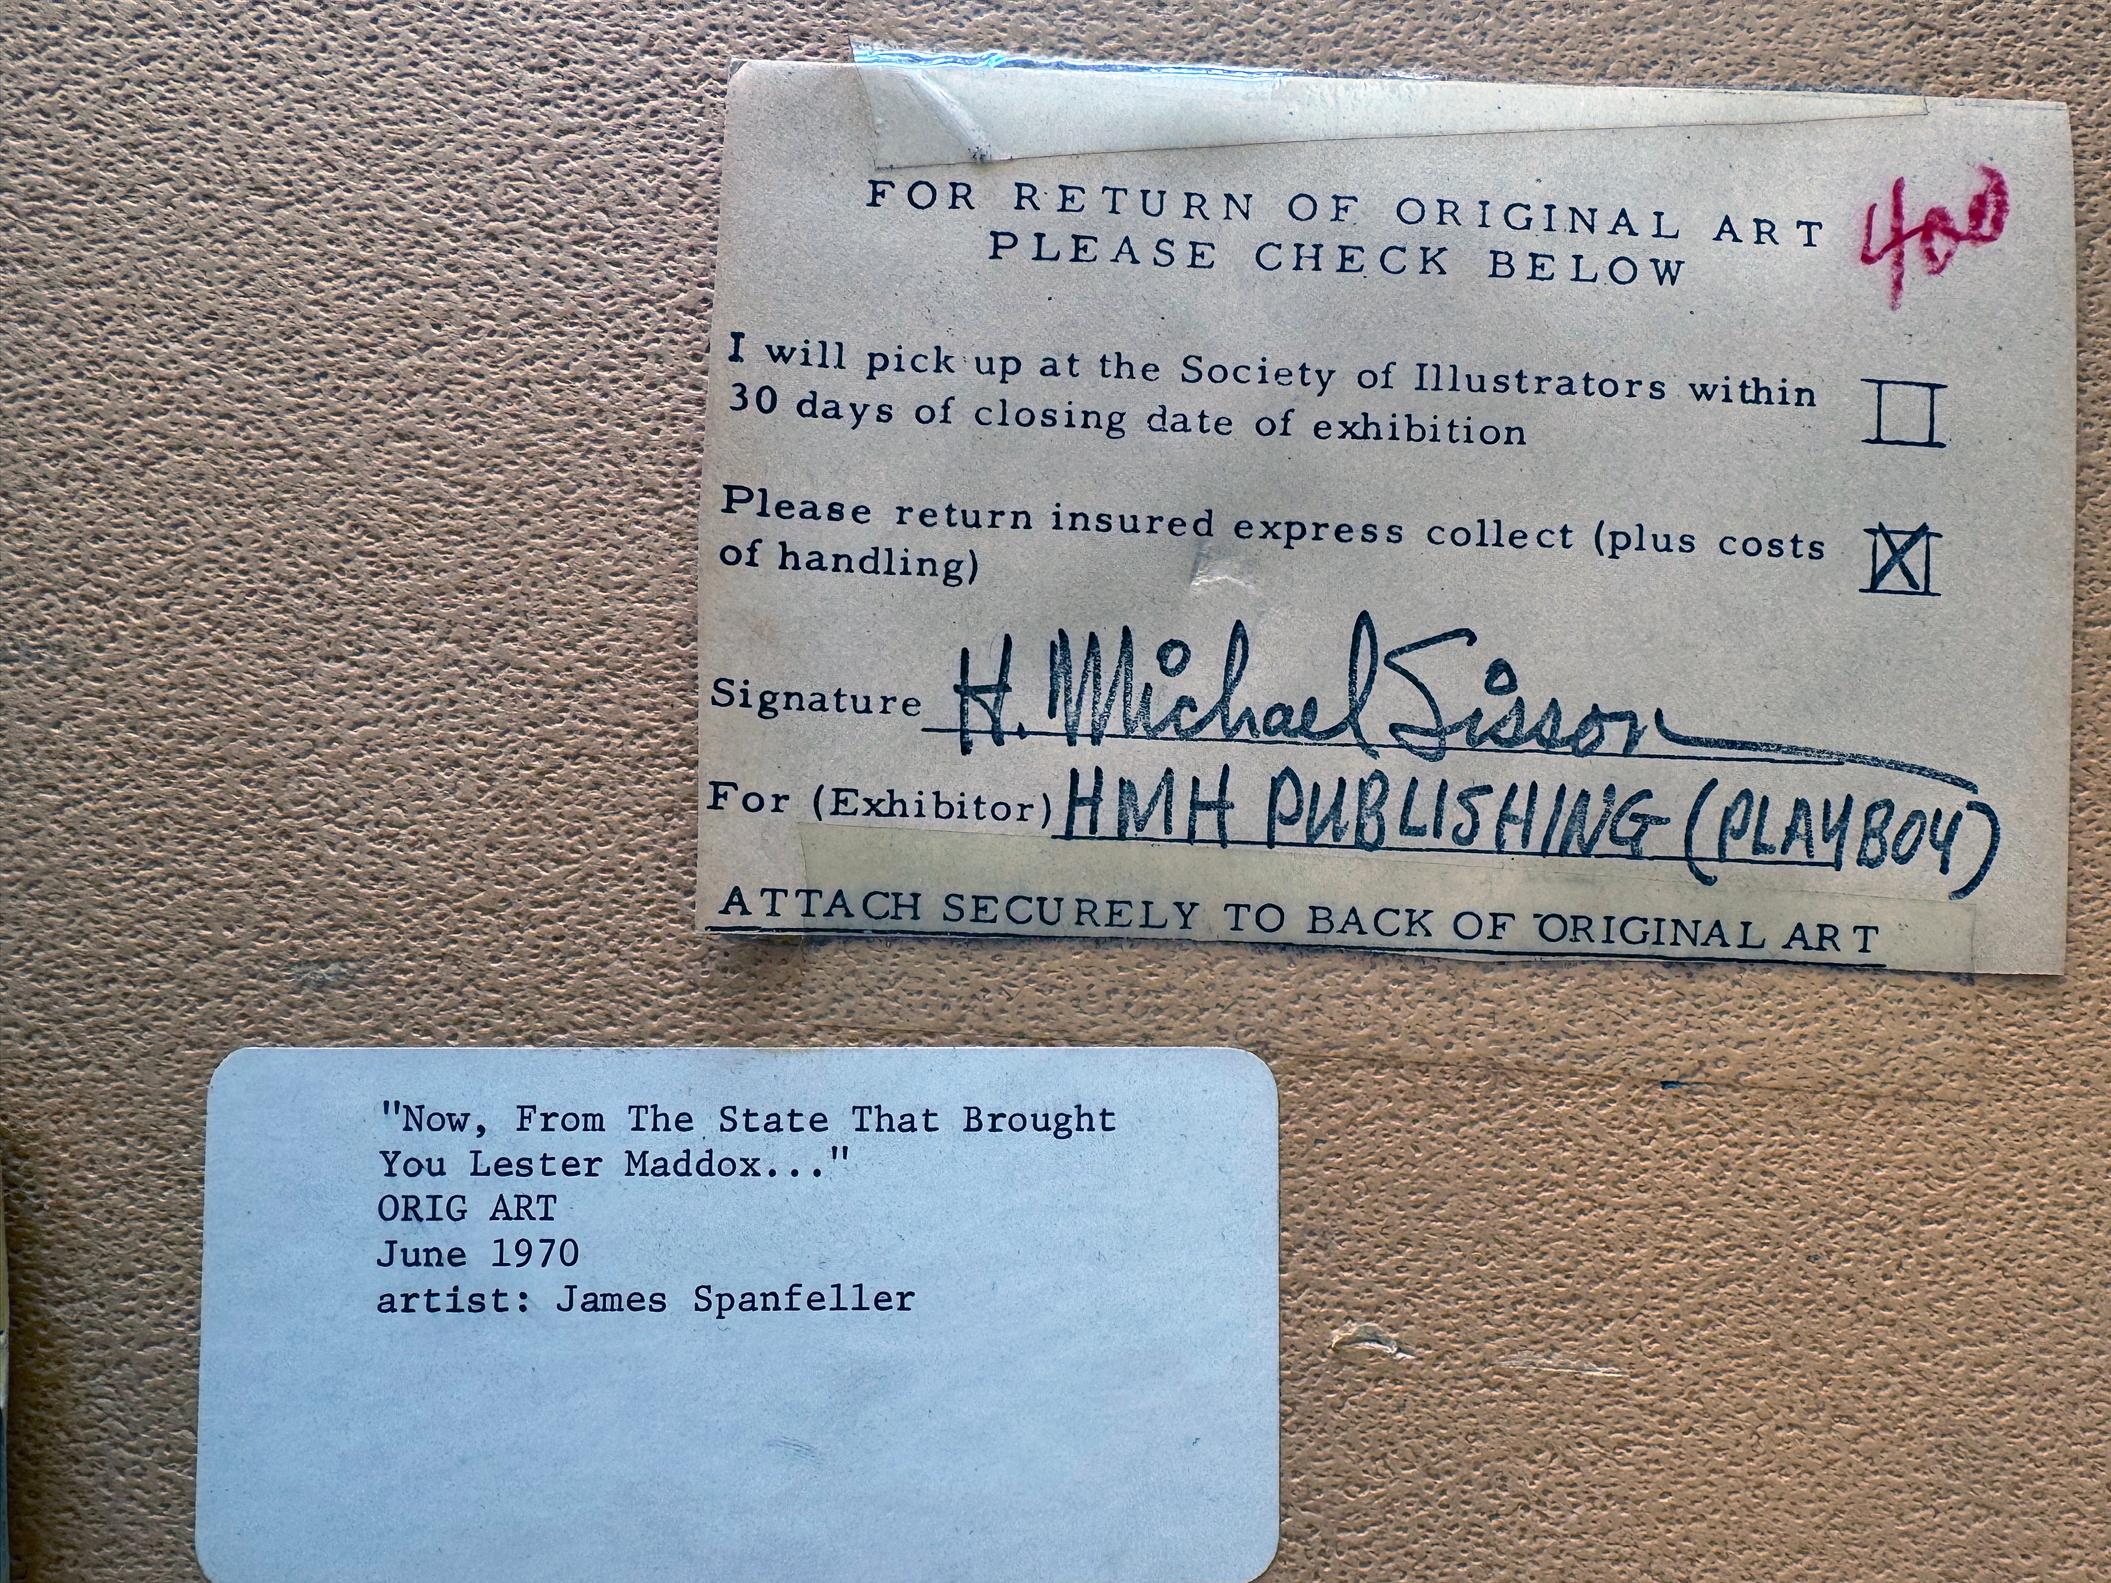 FOR RETURN OF ORIGINAL ART
PLEASE CHECK BELOW
400
I will pick up at the Society of Illustrators within
30 days of closing date of exhibition
Please return insured express collect (plus costs
of handling)
Signature H. Michael Sisson
For (Exhibitor) HMH PUBLISHING (PLAYBOY)
ATTACH SECURELY TO BACK OF ORIGINAL ART
"Now, From The State That Brought
You Lester Maddox..."
ORIG ART
June 1970
artist: James Spanfeller